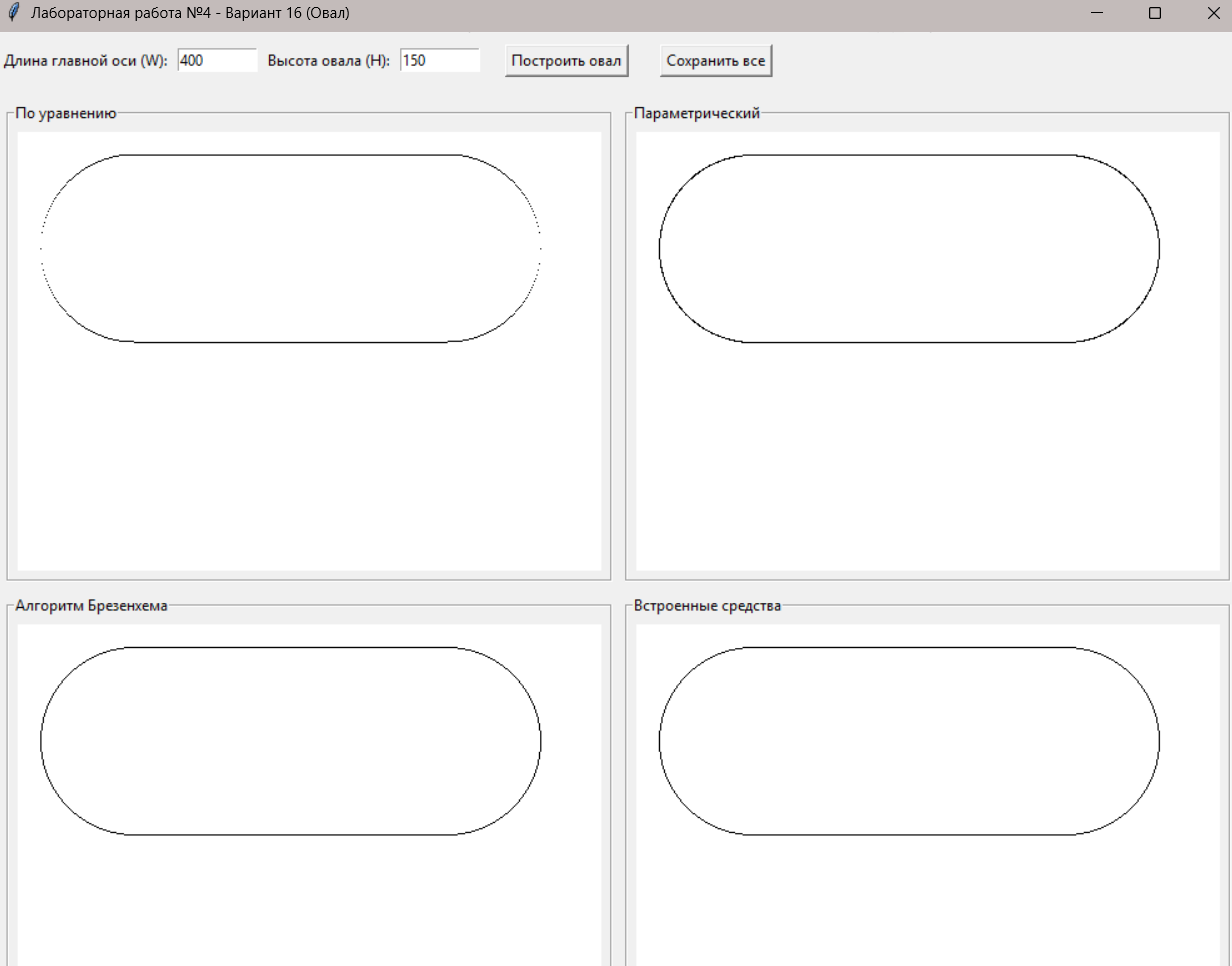 Лабораторная работа №4 - Вариант 16 (Овал)
Длина главной оси (W): 400 Высота овала (H): 150 Построить овал Сохранить все
По уравнению
Параметрический
Алгоритм Брезенхема
Встроенные средства